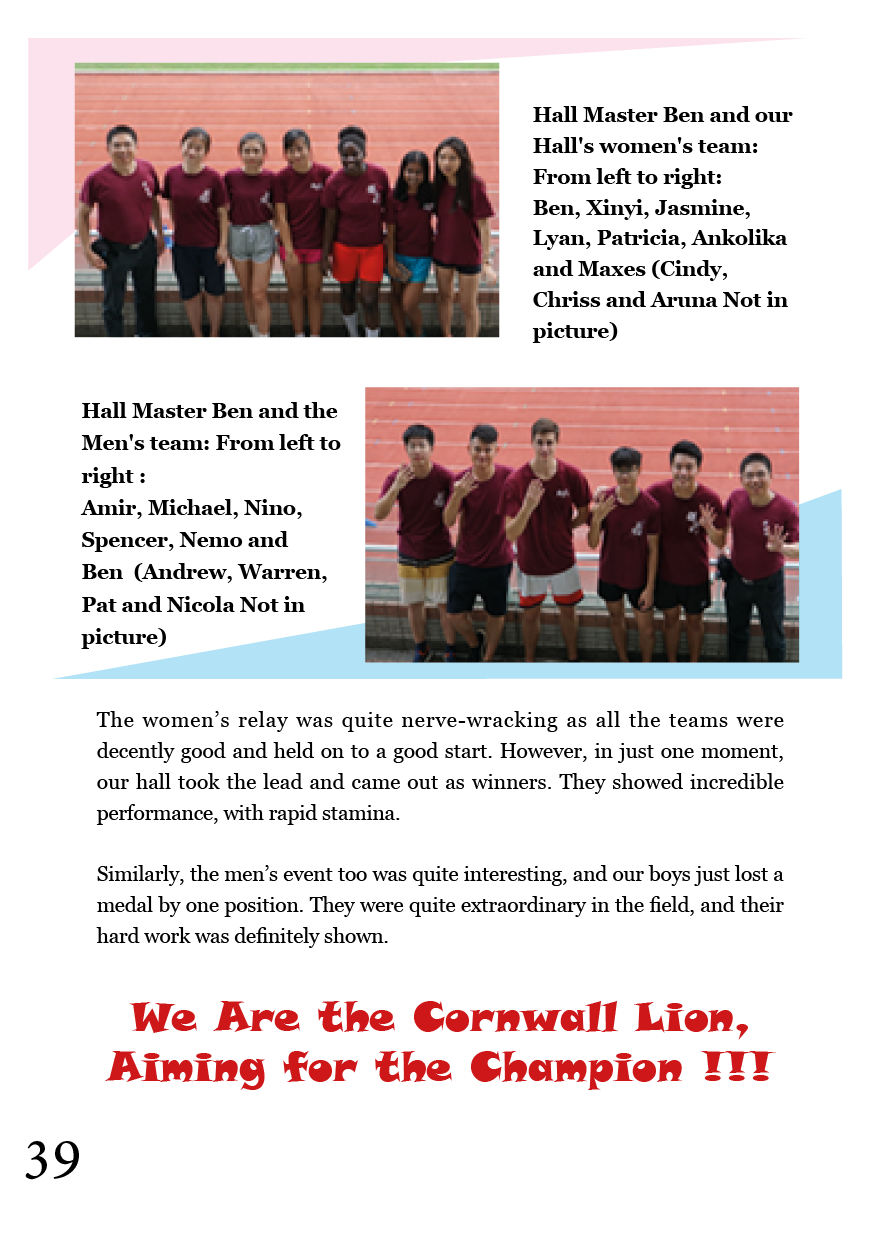 Hall Master Ben and our
Hall's women's team:
From left to right:
Ben, Xinyi, Jasmine,
Lyan, Patricia, Ankolika
and Maxes (Cindy,
Chriss and Aruna Not in
picture)
Hall Master Ben and the
Men's team: From left to
right :
Amir, Michael, Nino,
Spencer, Nemo and
Ben (Andrew, Warren,
Pat and Nicola Not in
picture)
The women’s relay was quite nerve-wracking as all the teams were
decently good and held on to a good start. However, in just one moment,
our hall took the lead and came out as winners. They showed incredible
performance, with rapid stamina.
Similarly, the men’s event too was quite interesting, and our boys just lost a
medal by one position. They were quite extraordinary in the field, and their
hard work was definitely shown.
We Are the Cornwall Lion,
Aiming for the Champion !!!
39